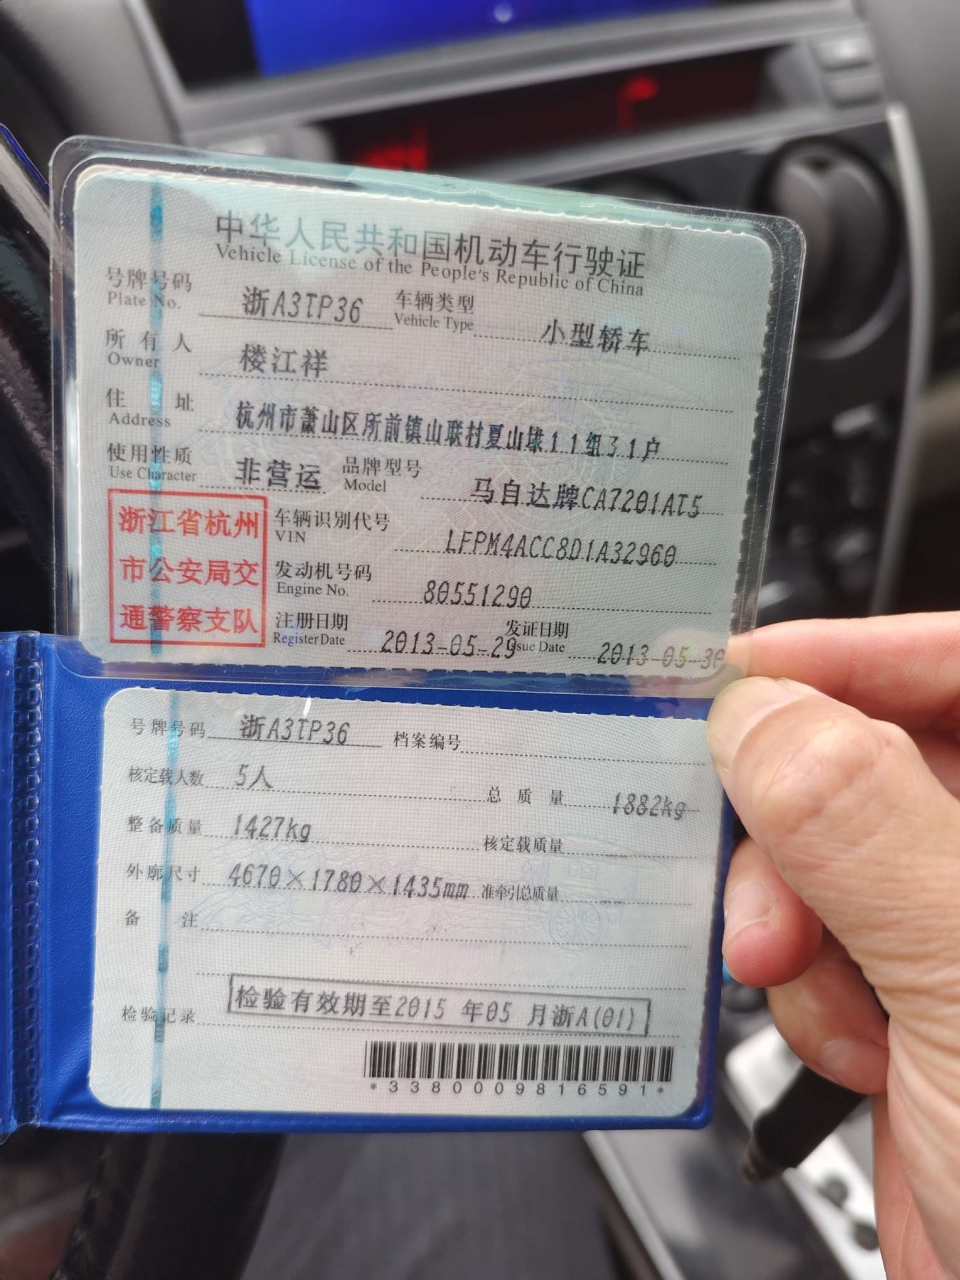 中华人民共和国机动车行驶证
Vehicle License of the People's Republic of China
号牌号码 浙A3TP36 车辆类型 小型轿车
Plate No. Vehicle Type
所有人 楼江祥
Owner
住址 杭州市萧山区所前镇山联村夏山埭11组31户
Address
使用性质 非营运 品牌型号 马自达牌CA7201AT5
Use Character Model
浙江省杭州
市公安局交
通警察支队
车辆识别代号 LFPM4ACC8D1A32960
VIN
发动机号码 80551290
Engine No.
注册日期 2013-05-29 发证日期 2013-05-30
Register Date Issue Date
号牌号码 浙A3TP36 档案编号
核定载人数 5人 总质量 1882kg
整备质量 1427kg 核定载质量
外廓尺寸 4670×1780×1435mm 准牵引总质量
备注
检验记录 检验有效期至2015 年05 月浙A(01)
*3380009816591*